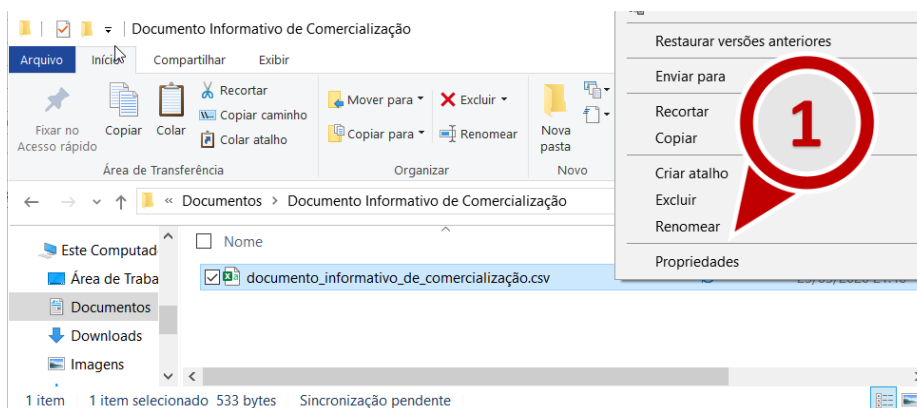 Documento Informativo de Comercialização
Arquivo Início Compartilhar Exibir
Fixar no
Acesso rápido
Copiar
Colar
Recortar
Copiar caminho
Colar atalho
Área de Transferência
Mover para
Excluir
Copiar para
Renomear
Organizar
Nova
pasta
Novo
« Documentos > Documento Informativo de Comercialização
Este Computad
Área de Traba
Documentos
Downloads
Imagens
Nome
documento_informativo_de_comercialização.csv
Restaurar versões anteriores
Enviar para
Recortar
Copiar
Criar atalho
Excluir
Renomear
Propriedades
1
1 item 1 item selecionado 533 bytes Sincronização pendente